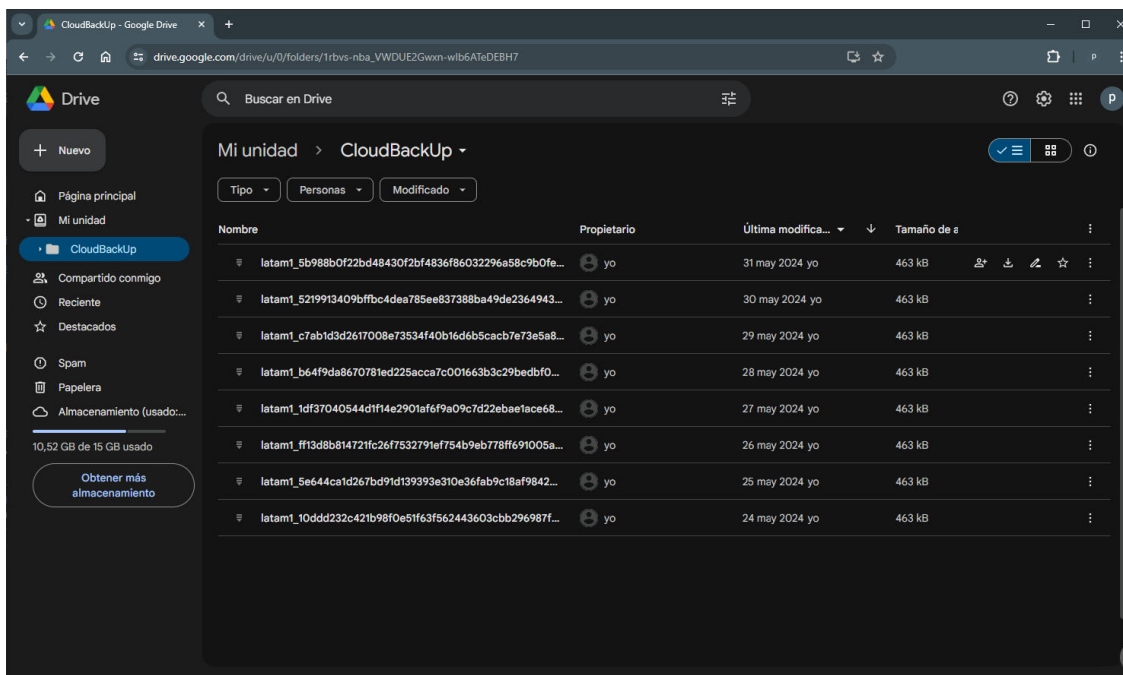 CloudBackUp - Google Drive
drive.google.com/drive/u/0/folders/1rbvs-nba_VWDUE2Gwxn-wlb6ATeDEBH7
p
Drive
Buscar en Drive
p
Nuevo
Mi unidad > CloudBackUp
Tipo Personas Modificado
Página principal
Mi unidad
CloudBackUp
Compartido conmigo
Reciente
Destacados
Spam
Papelera
Almacenamiento (usado:...
10,52 GB de 15 GB usado
Obtener más
almacenamiento
Nombre Propietario Última modifica... Tamaño de a
latam1_5b988b0f22bd48430f2bf4836f86032296a58c9b0fe... yo 31 may 2024 yo 463 kB
latam1_5219913409bffbc4dea785ee837388ba49de2364943... yo 30 may 2024 yo 463 kB
latam1_c7ab1d3d2617008e73534f40b16d6b5cacb7e73e5a8... yo 29 may 2024 yo 463 kB
latam1_b64f9da8670781ed225acca7c001663b3c29bedbf0... yo 28 may 2024 yo 463 kB
latam1_1df37040544d1f14e2901af6f9a09c7d22ebae1ace68... yo 27 may 2024 yo 463 kB
latam1_ff13d8b814721fc26f7532791ef754b9eb778ff691005a... yo 26 may 2024 yo 463 kB
latam1_5e644ca1d267bd91d139393e310e36fab9c18af9842... yo 25 may 2024 yo 463 kB
latam1_10ddd232c421b98f0e51f63f562443603cbb296987f... yo 24 may 2024 yo 463 kB